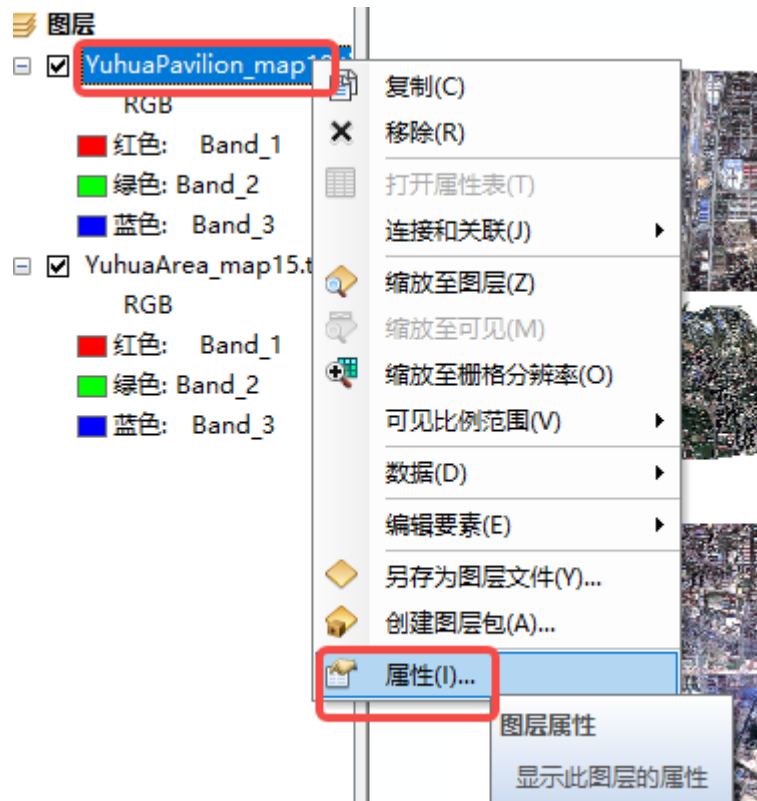 图层
YuhuaPavilion_map
RGB
红色: Band_1
绿色: Band_2
蓝色: Band_3
YuhuaArea_map15.t
RGB
红色: Band_1
绿色: Band_2
蓝色: Band_3
复制(C)
移除(R)
打开属性表(T)
连接和关联(J)
缩放至图层(Z)
缩放至可见(M)
缩放至栅格分辨率(O)
可见比例范围(V)
数据(D)
编辑要素(E)
另存为图层文件(Y)...
创建图层包(A)...
属性(I)...
图层属性
显示此图层的属性